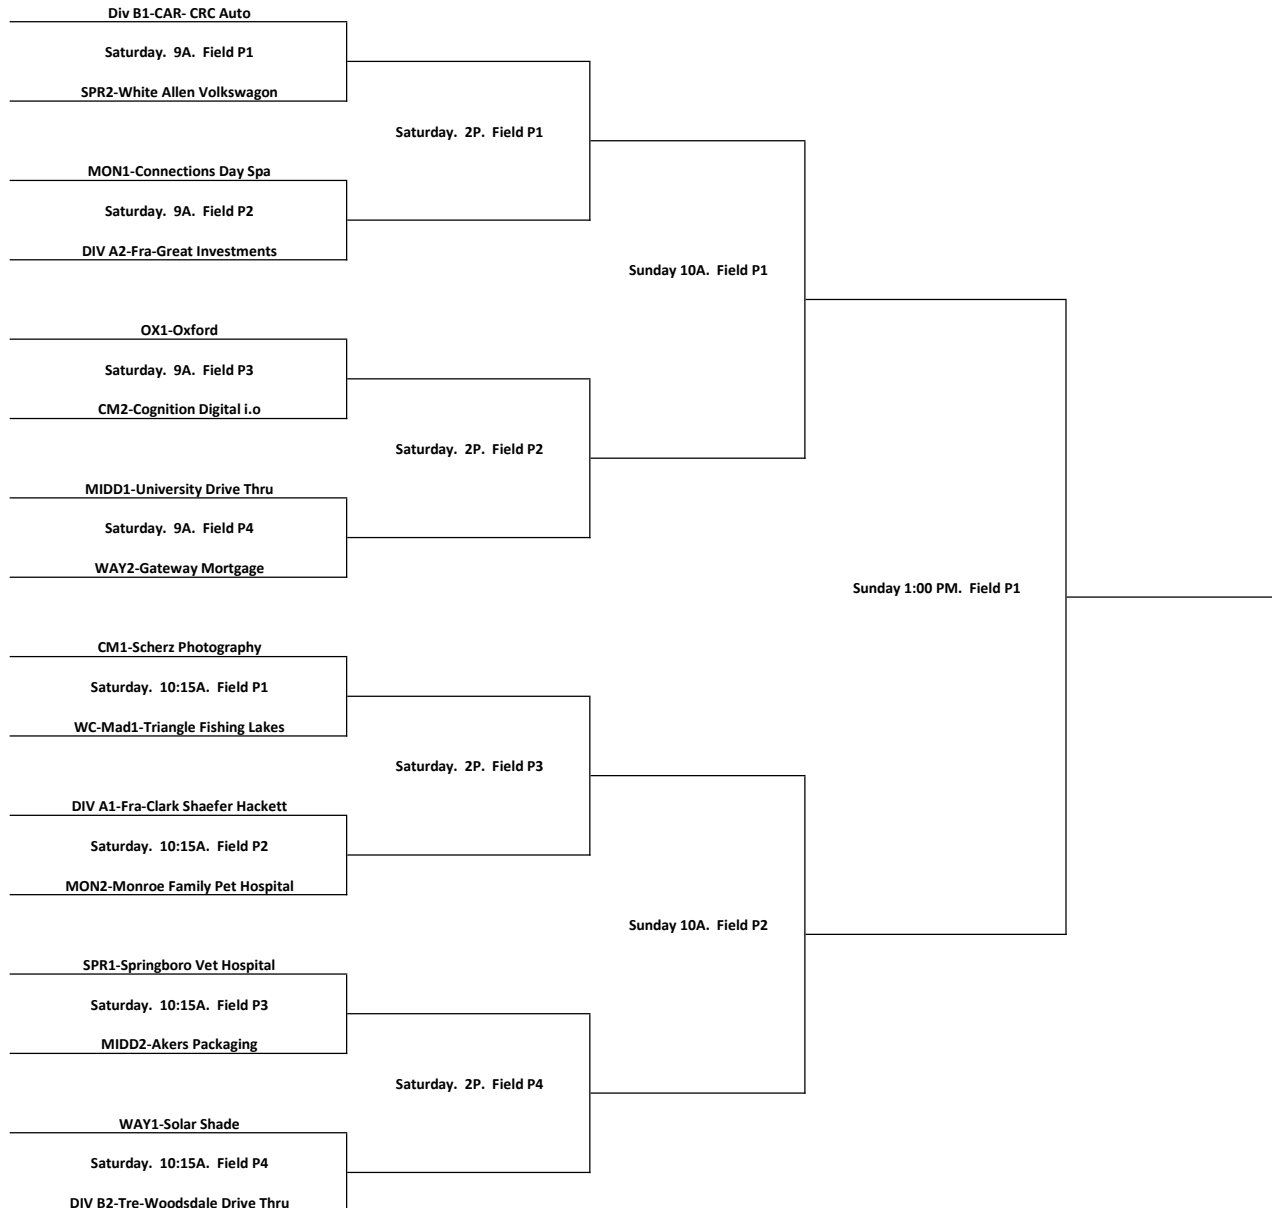 Div B1-CAR- CRC Auto
Saturday.  9A.  Field P1
SPR2-White Allen Volkswagon
Saturday.  2P.  Field P1
MON1-Connections Day Spa
Saturday.  9A.  Field P2
DIV A2-Fra-Great Investments
Sunday 10A.  Field P1
OX1-Oxford
Saturday.  9A.  Field P3
CM2-Cognition Digital i.o
Saturday.  2P.  Field P2
MIDD1-University Drive Thru
Saturday.  9A.  Field P4
WAY2-Gateway Mortgage
Sunday 1:00 PM.  Field P1
CM1-Scherz Photography
Saturday.  10:15A.  Field P1
WC-Mad1-Triangle Fishing Lakes
Saturday.  2P.  Field P3
DIV A1-Fra-Clark Shaefer Hackett
Saturday.  10:15A.  Field P2
MON2-Monroe Family Pet Hospital
Sunday 10A.  Field P2
SPR1-Springboro Vet Hospital
Saturday.  10:15A.  Field P3
MIDD2-Akers Packaging
Saturday.  2P.  Field P4
WAY1-Solar Shade
Saturday.  10:15A.  Field P4
DIV B2-Tre-Woodsdale Drive Thru